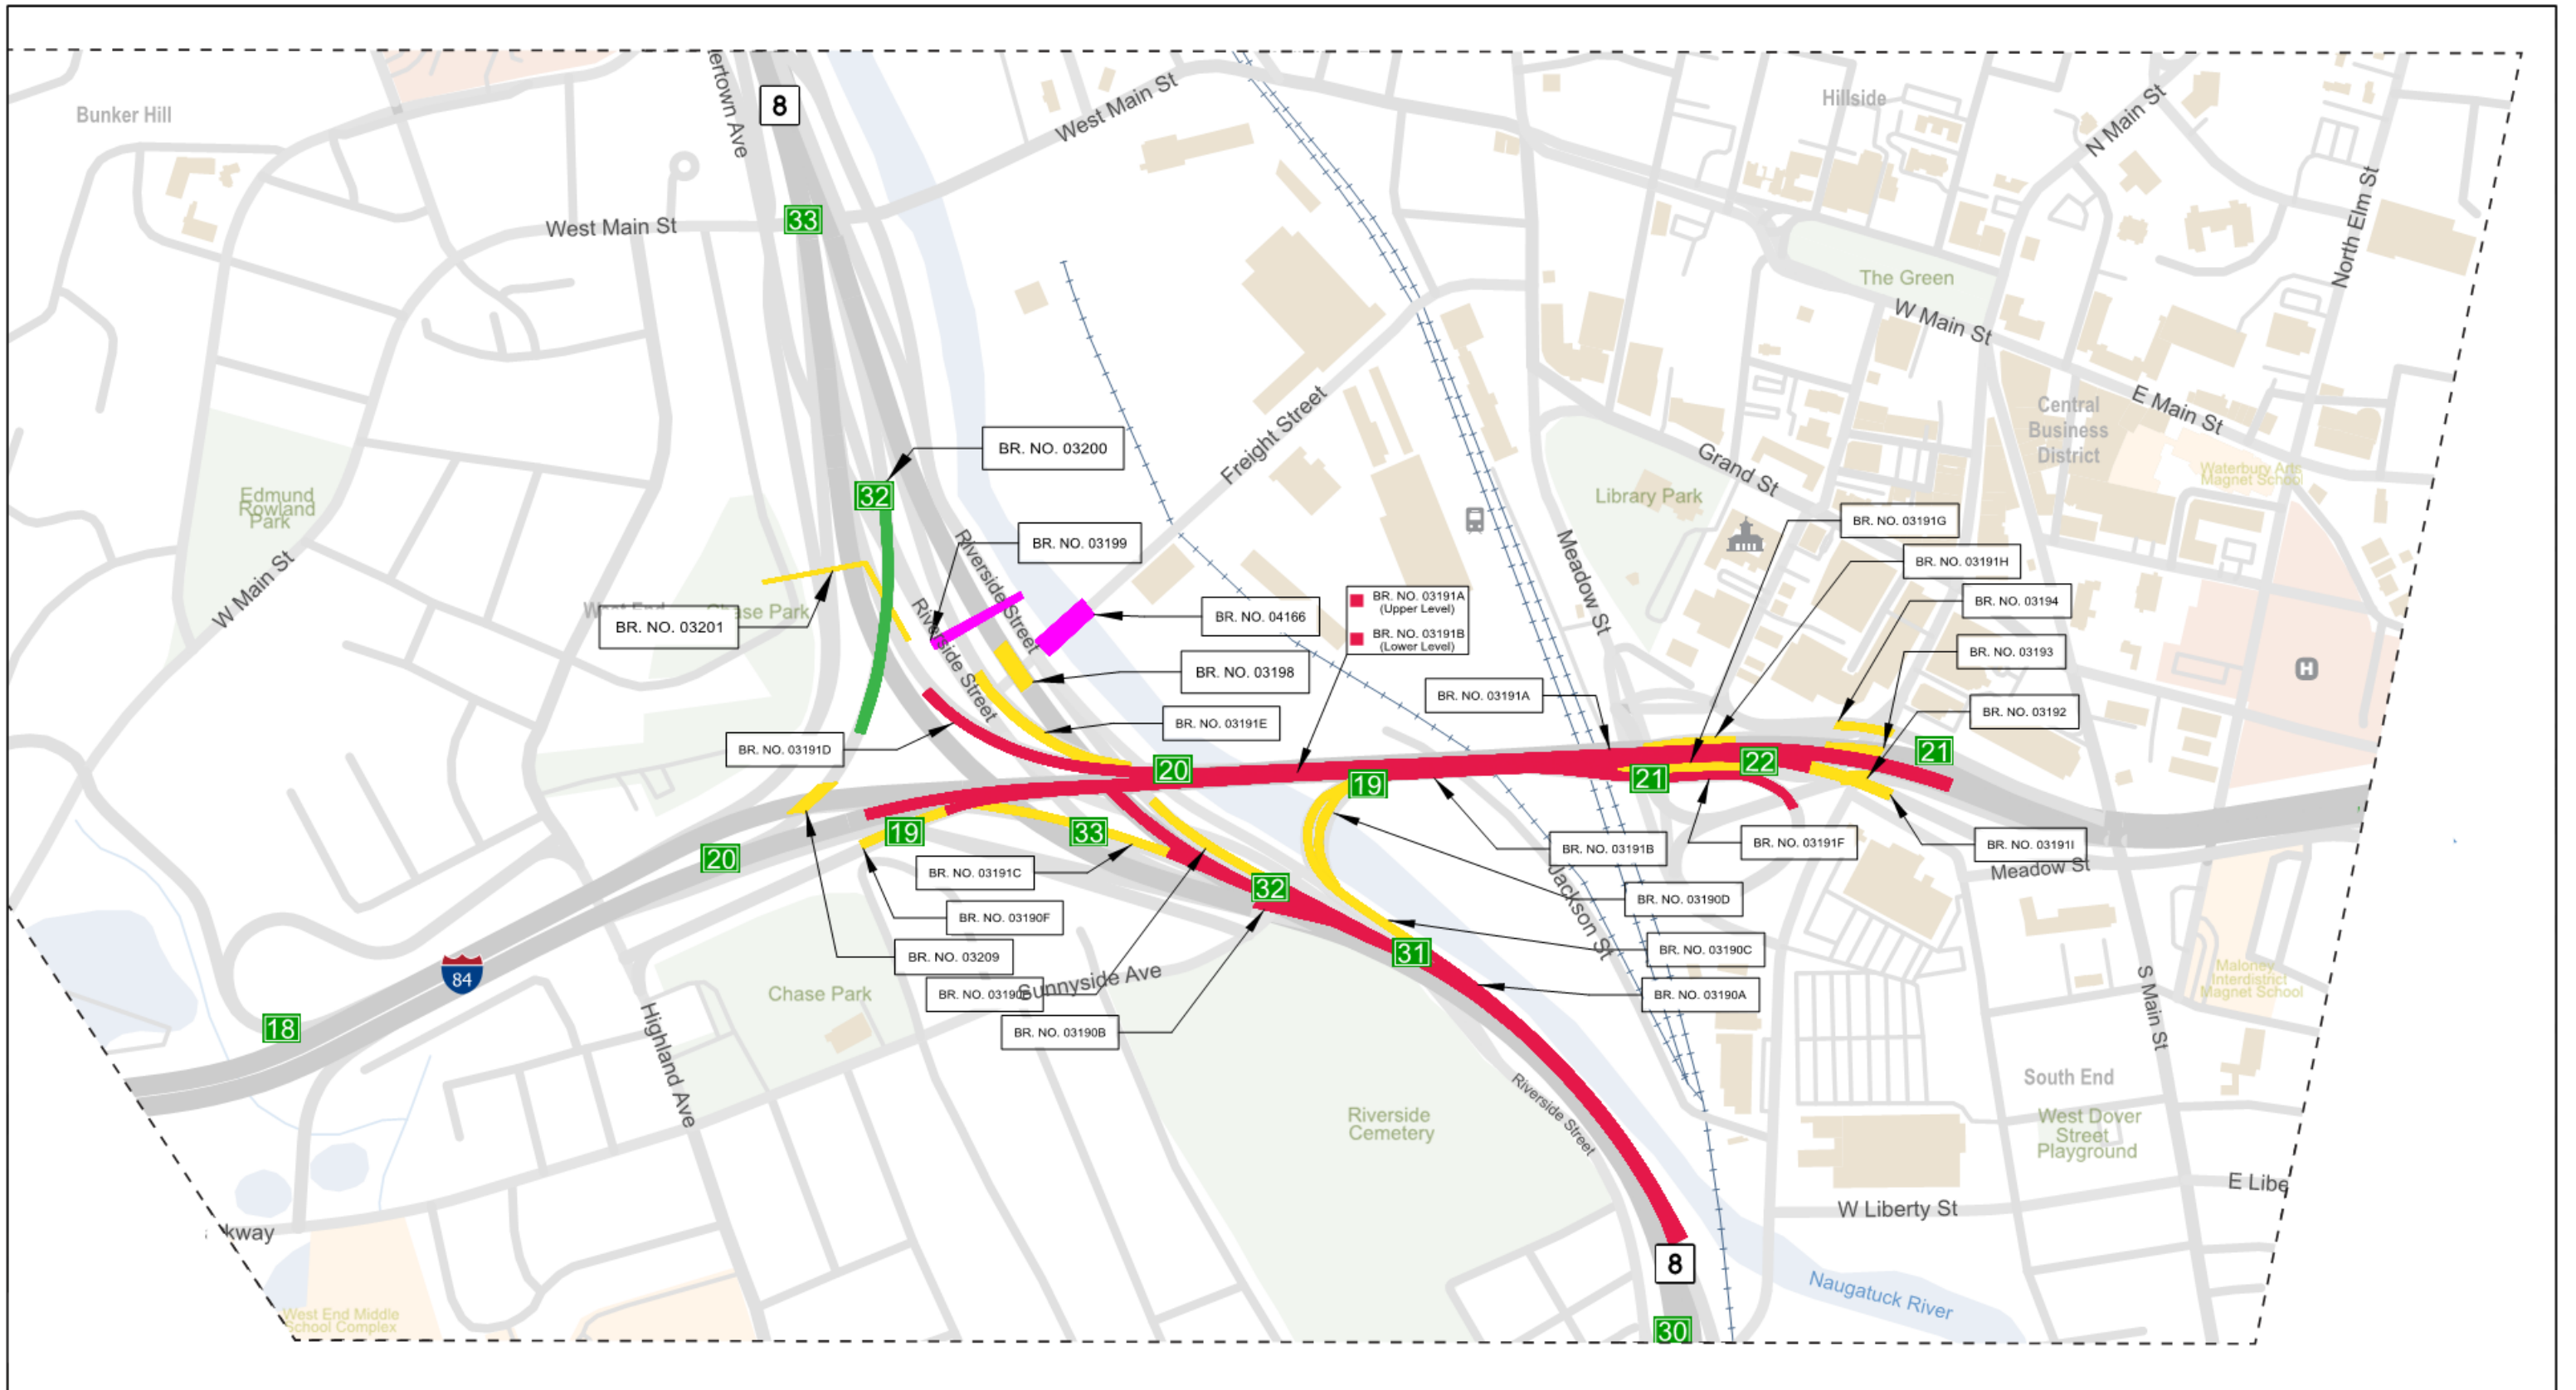 ertown Ave
8
Bunker Hill
West Main St
Hillside
N Main St
33
West Main St
North Elm St
The Green
W Main St
E Main St
Central
Business
District
BR. NO. 03200
Freight Street
Grand St
Waterbury Arts
Magnet School
32
Edmund
Rowland
Park
Library Park
BR. NO. 03191G
BR. NO. 03199
Riverside Street
Meadow St
BR. NO. 03191H
W Main St
BR. NO. 03194
Chase Park
BR. NO. 03201
Riverside Street
BR. NO. 04166
BR. NO. 03191A
(Upper Level)
BR. NO. 03191B
(Lower Level)
BR. NO. 03193
H
BR. NO. 03198
BR. NO. 03191A
BR. NO. 03192
BR. NO. 03191E
BR. NO. 03191D
20
19
21
22
21
19
33
20
BR. NO. 03191C
BR. NO. 03191B
BR. NO. 03191F
BR. NO. 03191I
Meadow St
32
BR. NO. 03190D
BR. NO. 03190F
Jackson St
31
BR. NO. 03190C
BR. NO. 03209
84
Sunnyside Ave
BR. NO. 03190A
Chase Park
BR. NO. 03190B
18
Highland Ave
S Main St
Maloney
Interdistrict
Magnet School
South End
Riverside
Cemetery
Riverside Street
West Dover
Street
Playground
E Libe
W Liberty St
kway
8
Naugatuck River
West End Middle
School Complex
30